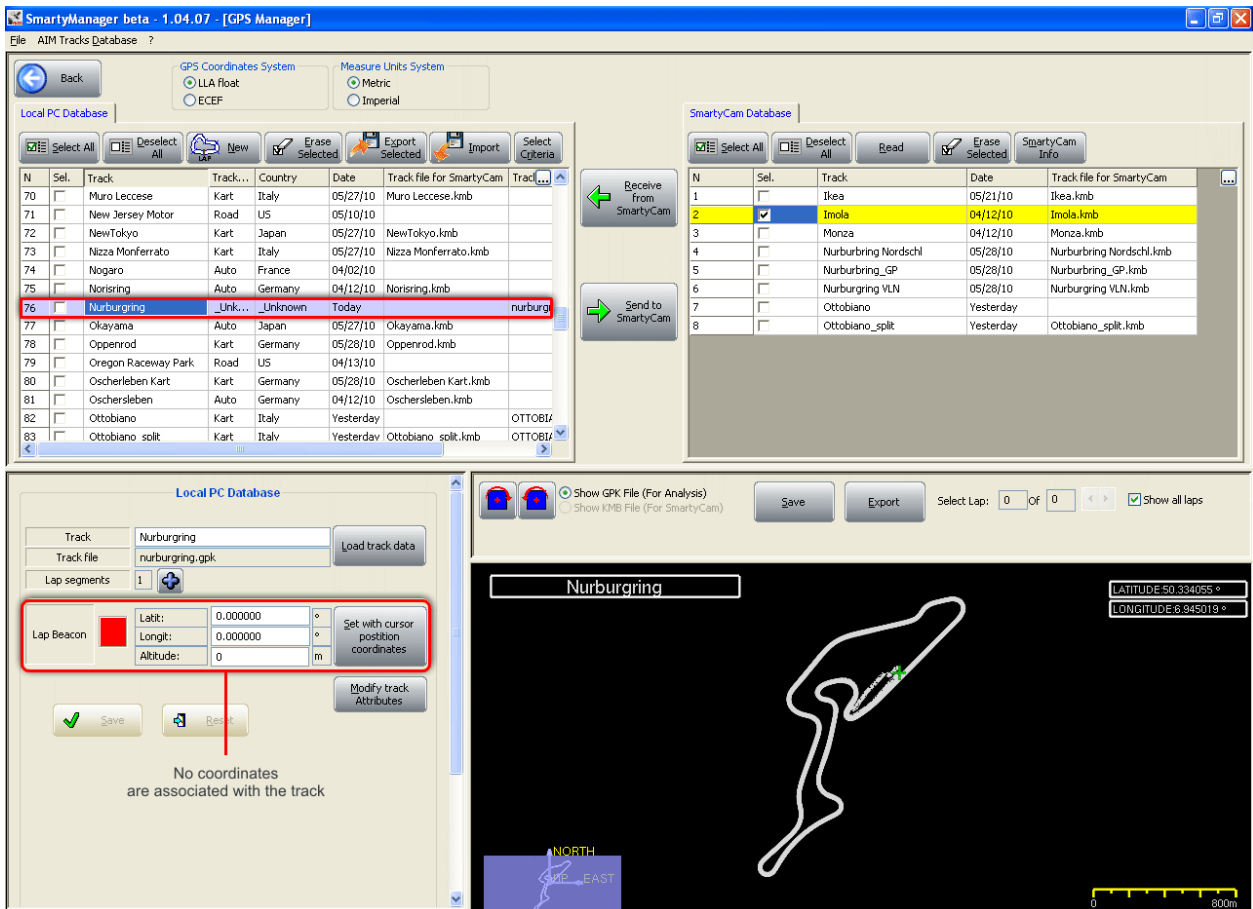 SmartyManager beta - 1.04.07 - [GPS Manager]
File AIM Tracks Database ?
Back
GPS Coordinates System
LLA float
ECEF
Measure Units System
Metric
Imperial
Local PC Database
Select All
Deselect All
New
LAP
Erase Selected
Export Selected
Import
Select Criteria
N Sel. Track Track... Country Date Track file for SmartyCam Tracl ...
70 Muro Leccese Kart Italy 05/27/10 Muro Leccese.kmb
71 New Jersey Motor Road US 05/10/10
72 NewTokyo Kart Japan 05/27/10 NewTokyo.kmb
73 Nizza Monferrato Kart Italy 05/27/10 Nizza Monferrato.kmb
74 Nogaro Auto France 04/02/10
75 Norisring Auto Germany 04/12/10 Norisring.kmb
76 Nurburgring _Unk... _Unknown Today nurburgr
77 Okayama Auto Japan 05/27/10 Okayama.kmb
78 Oppenrod Kart Germany 05/28/10 Oppenrod.kmb
79 Oregon Raceway Park Road US 04/13/10
80 Oscherleben Kart Kart Germany 05/28/10 Oscherleben Kart.kmb
81 Oschersleben Auto Germany 04/12/10 Oschersleben.kmb
82 Ottobiano Kart Italy Yesterday OTTOBIA
83 Ottobiano_split Kart Italy Yesterday Ottobiano_split.kmb OTTOBIA
Receive from SmartyCam
Send to SmartyCam
SmartyCam Database
Select All
Deselect All
Read
Erase Selected
SmartyCam Info
N Sel. Track Date Track file for SmartyCam ...
1 Ikea 05/21/10 Ikea.kmb
2 Imola 04/12/10 Imola.kmb
3 Monza 04/12/10 Monza.kmb
4 Nurburbring Nordschl 05/28/10 Nurburbring Nordschl.kmb
5 Nurburbring_GP 05/28/10 Nurburbring_GP.kmb
6 Nurburgring VLN 05/28/10 Nurburgring VLN.kmb
7 Ottobiano Yesterday
8 Ottobiano_split Yesterday Ottobiano_split.kmb
Local PC Database
Track Nurburgring
Load track data
Track file nurburgring.gpk
Lap segments 1
Lap Beacon
Latit: 0.000000 °
Longit: 0.000000 °
Altitude: 0 m
Set with cursor
postition
coordinates
Modify track
Attributes
Save
Reset
No coordinates
are associated with the track
Show GPK File (For Analysis)
Show KMB File (For SmartyCam)
Save
Export
Select Lap: 0 Of 0
Show all laps
Nurburgring
LATITUDE:50.334055 °
LONGITUDE:6.945019 °
NORTH
UP EAST
0 800m